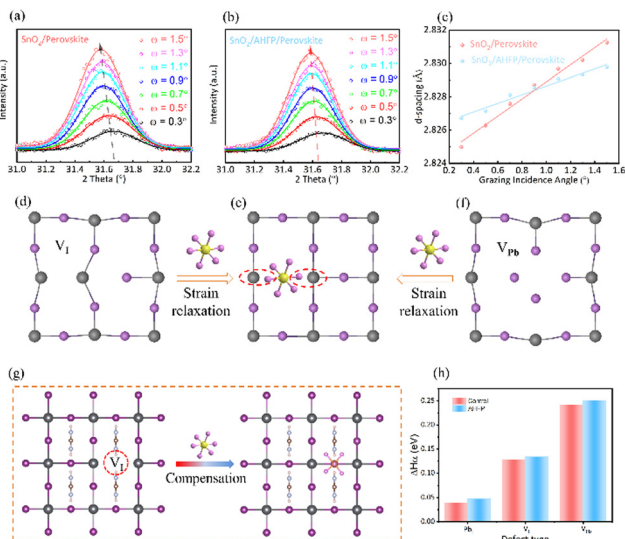 (a)
SnO2/Perovskite
ω = 1.5°
ω = 1.3°
ω = 1.1°
ω = 0.9°
ω = 0.7°
ω = 0.5°
ω = 0.3°
Intensity (a.u.)
31.0 31.2 31.4 31.6 31.8 32.0 32.2
2 Theta (°)
(b)
SnO2/AHFP/Perovskite
ω = 1.5°
ω = 1.3°
ω = 1.1°
ω = 0.9°
ω = 0.7°
ω = 0.5°
ω = 0.3°
Intensity (a.u.)
31.0 31.2 31.4 31.6 31.8 32.0 32.2
2 Theta (°)
(c)
SnO2/Perovskite
SnO2/AHFP/Perovskite
d-spacing (Å)
2.832
2.830
2.828
2.826
2.824
0.2 0.4 0.6 0.8 1.0 1.2 1.4 1.6
Grazing Incidence Angle (°)
(d)
VI
Strain
relaxation
(e)
Strain
relaxation
(f)
VPb
(g)
VI
Compensation
(h)
Control
AHFP
ΔHα (eV)
0.25
0.20
0.15
0.10
0.05
0.00
VI
VPb
Defect type